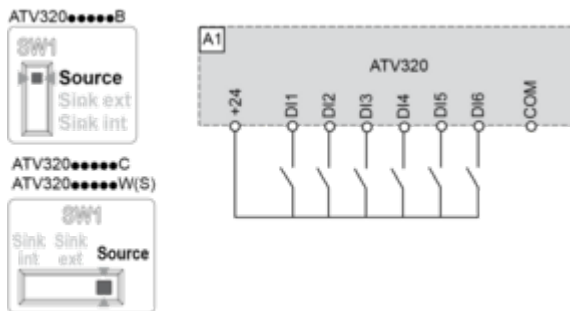 ATV320●●●●●B
SW1
Source
Sink ext
Sink int
ATV320●●●●●C
ATV320●●●●●W(S)
SW1
Sink int
Sink ext
Source
A1
ATV320
+24
DI1
DI2
DI3
DI4
DI5
DI6
COM